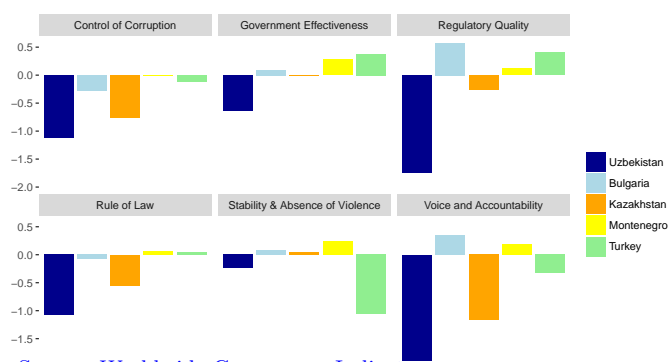 Control of Corruption Government Effectiveness Regulatory Quality
0.5
0.0
−0.5
−1.0
−1.5
−2.0
Rule of Law Stability & Absence of Violence Voice and Accountability
0.5
0.0
−0.5
−1.0
−1.5
Uzbekistan
Bulgaria
Kazakhstan
Montenegro
Turkey